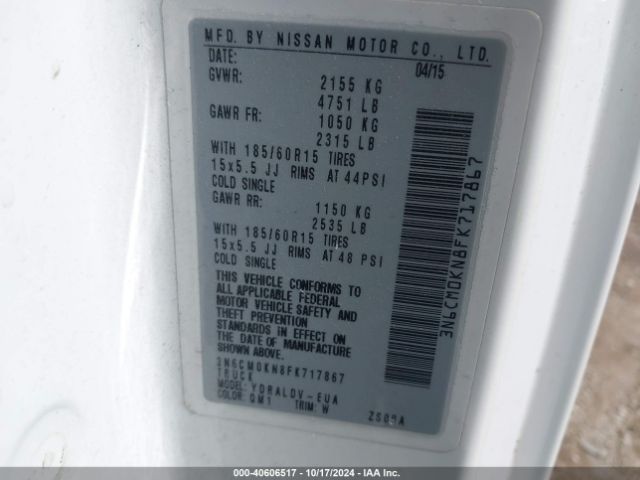 MFD. BY NISSAN MOTOR CO., LTD.
DATE: 04/15
GVWR: 2155 KG
4751 LB
GAWR FR: 1050 KG
2315 LB
WITH 185/60R15 TIRES
15x5.5 JJ RIMS AT 44PSI
COLD SINGLE
GAWR RR: 1150 KG
2535 LB
WITH 185/60R15 TIRES
15x5.5 JJ RIMS AT 48 PSI
COLD SINGLE
THIS VEHICLE CONFORMS TO
ALL APPLICABLE FEDERAL
MOTOR VEHICLE SAFETY AND
THEFT PREVENTION
STANDARDS IN EFFECT ON
THE DATE OF MANUFACTURE
SHOWN ABOVE.
3N6CM0KN8FK717867
TRUCK
MODEL: YDRALDV-EUA
COLOR: QM1 TRIM: W
3N6CM0KN8FK717867
000-40606517 - 10/17/2024 - IAAI.com